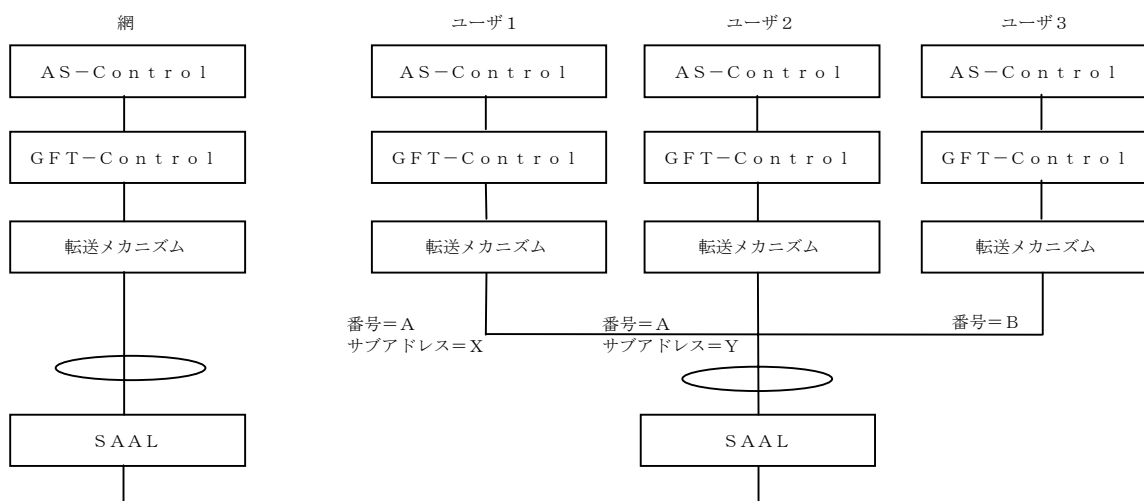 網 ユーザ1 ユーザ2 ユーザ3
AS-Control AS-Control AS-Control AS-Control
GFT-Control GFT-Control GFT-Control GFT-Control
転送メカニズム 転送メカニズム 転送メカニズム 転送メカニズム
番号=A 番号=A 番号=B
サブアドレス=X サブアドレス=Y
SAAL SAAL